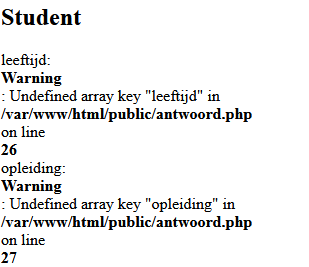 Student
leeftijd:
Warning
: Undefined array key "leeftijd" in
/var/www/html/public/antwoord.php
on line
26
opleiding:
Warning
: Undefined array key "opleiding" in
/var/www/html/public/antwoord.php
on line
27